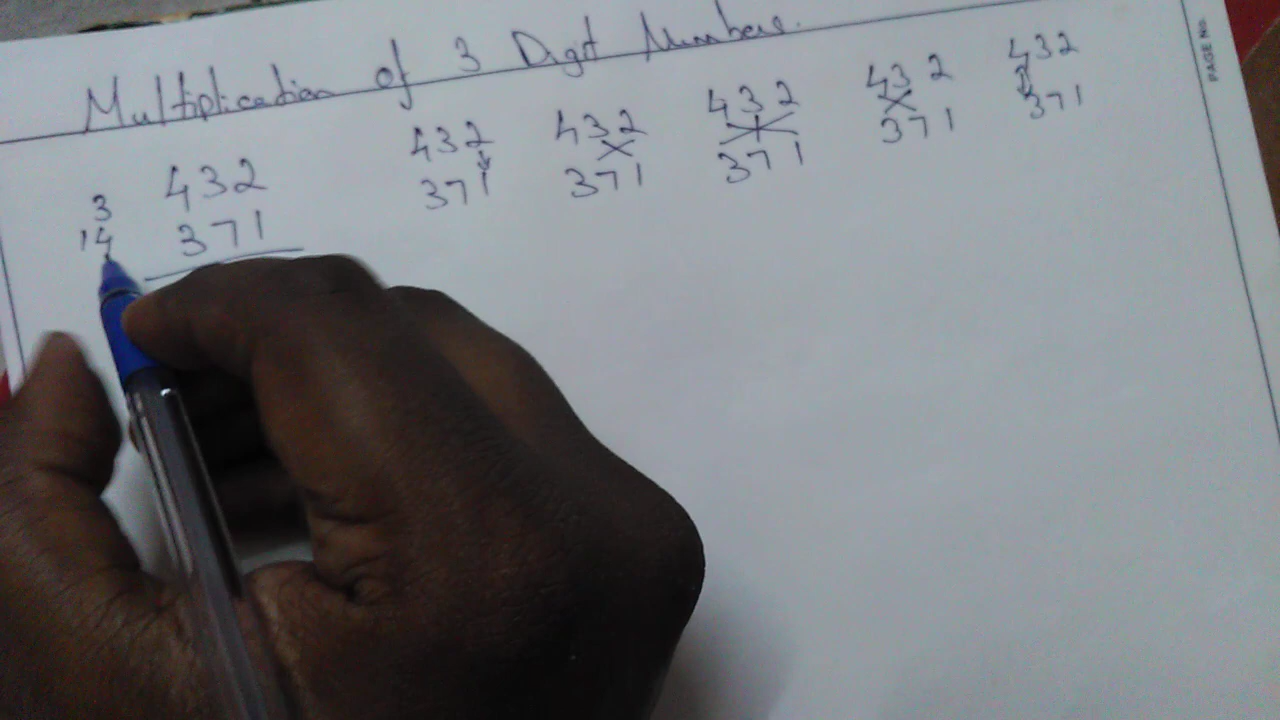 Multiplication of 3 Digit Numbers.
PAGE No.
432 432 432 432 432 432
371 371 371 371 371 371
3
14